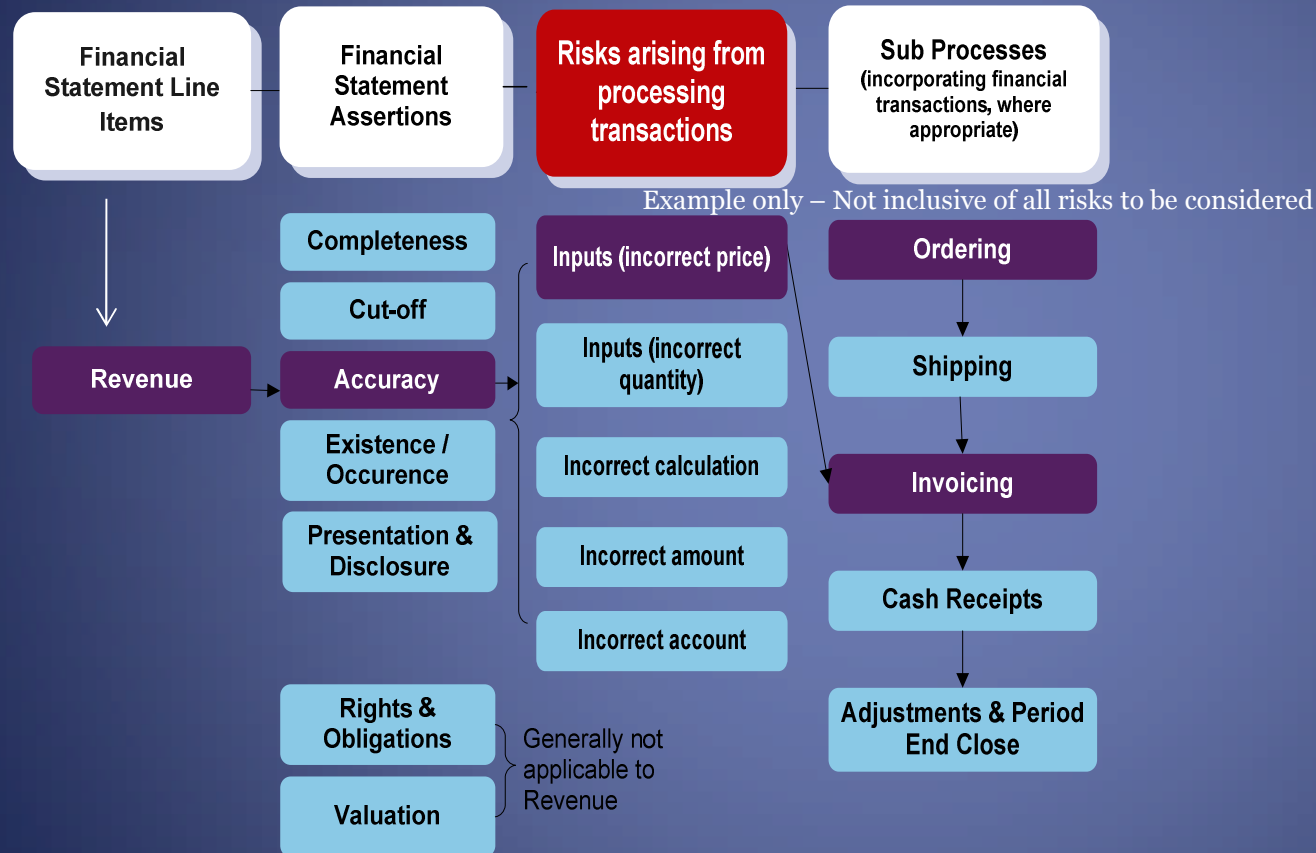 Financial
Statement Line
Items
Financial
Statement
Assertions
Risks arising from
processing
transactions
Sub Processes
(incorporating financial
transactions, where
appropriate)
Example only – Not inclusive of all risks to be considered
Revenue
Completeness
Cut-off
Accuracy
Existence /
Occurence
Presentation &
Disclosure
Rights &
Obligations
Valuation
Generally not
applicable to
Revenue
Inputs (incorrect price)
Inputs (incorrect
quantity)
Incorrect calculation
Incorrect amount
Incorrect account
Ordering
Shipping
Invoicing
Cash Receipts
Adjustments & Period
End Close